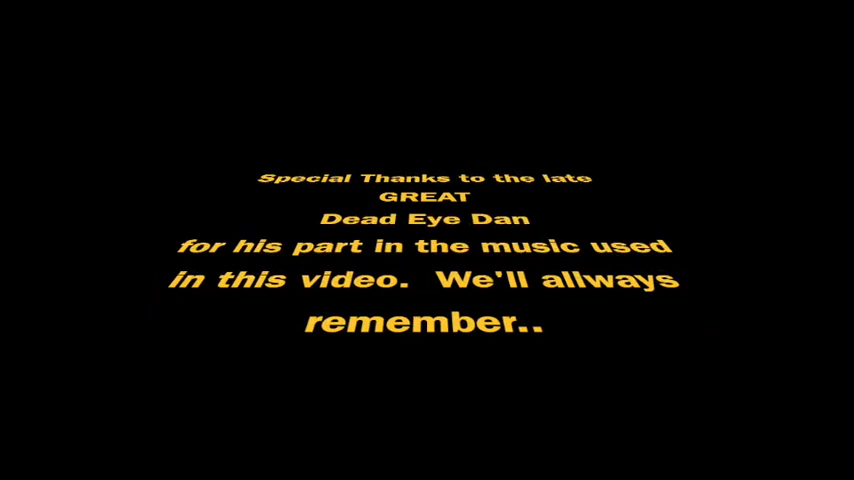 Special Thanks to the late
GREAT
Dead Eye Dan
for his part in the music used
in this video.  We'll allways
remember..